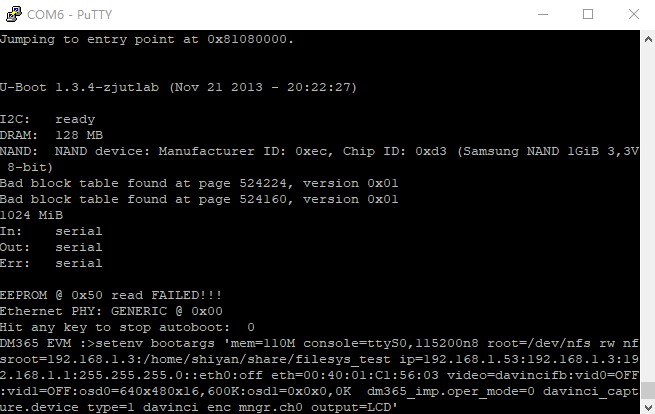 COM6 - PuTTY
Jumping to entry point at 0x81080000.
U-Boot 1.3.4-zjutlab (Nov 21 2013 - 20:22:27)
I2C:   ready
DRAM:  128 MB
NAND:  NAND device: Manufacturer ID: 0xec, Chip ID: 0xd3 (Samsung NAND 1GiB 3,3V
 8-bit)
Bad block table found at page 524224, version 0x01
Bad block table found at page 524160, version 0x01
1024 MiB
In:    serial
Out:   serial
Err:   serial
EEPROM @ 0x50 read FAILED!!!
Ethernet PHY: GENERIC @ 0x00
Hit any key to stop autoboot:  0
DM365 EVM :>setenv bootargs 'mem=110M console=ttyS0,115200n8 root=/dev/nfs rw nf
sroot=192.168.1.3:/home/shiyan/share/filesys_test ip=192.168.1.53:192.168.1.3:19
2.168.1.1:255.255.255.0::eth0:off eth=00:40:01:C1:56:03 video=davincifb:vid0=OFF
:vid1=OFF:osd0=640x480x16,600K:osd1=0x0x0,0K  dm365_imp.oper_mode=0 davinci_capt
ure.device_type=1 davinci_enc_mngr.ch0_output=LCD'